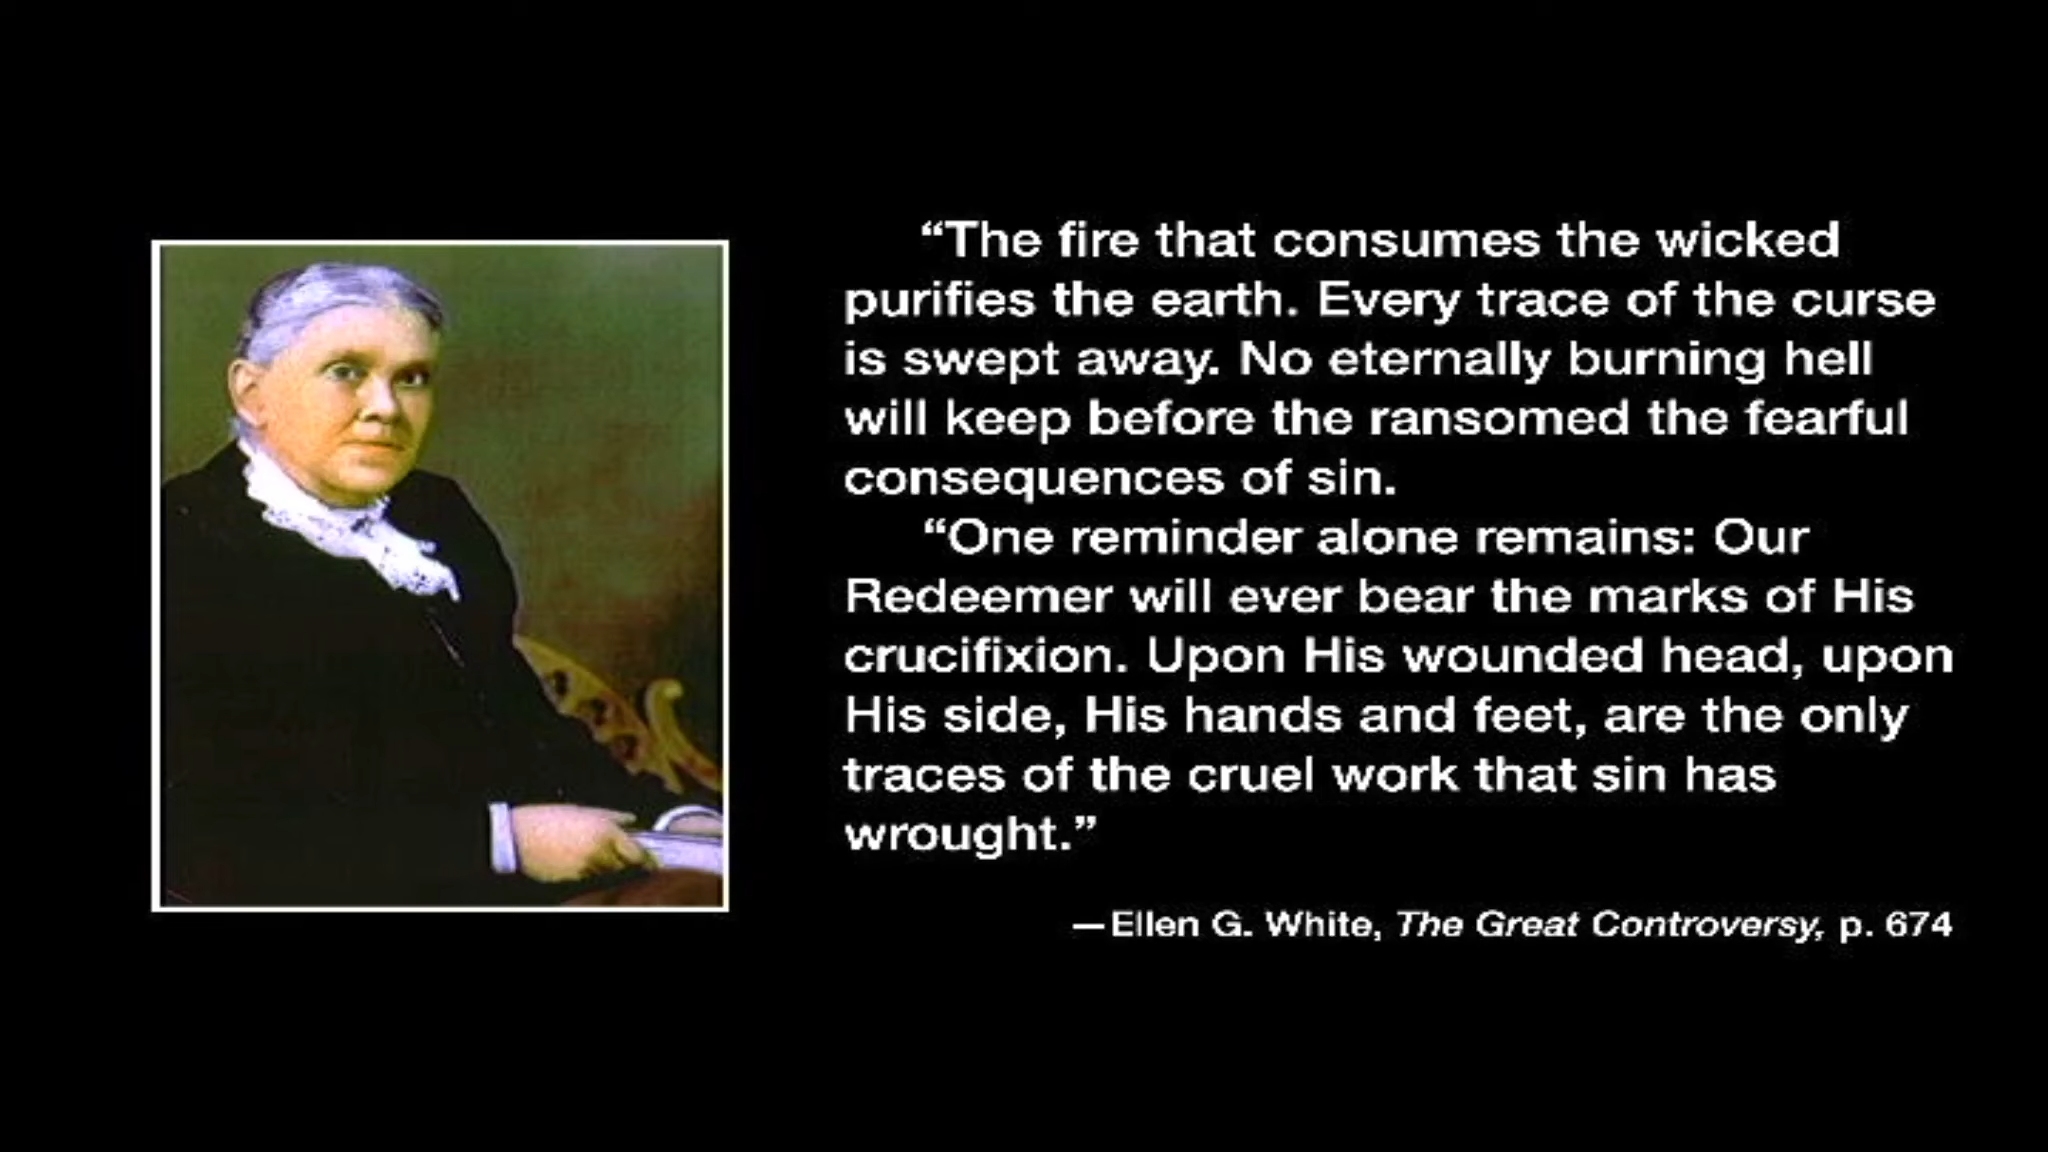 “The fire that consumes the wicked
purifies the earth. Every trace of the curse
is swept away. No eternally burning hell
will keep before the ransomed the fearful
consequences of sin.
“One reminder alone remains: Our
Redeemer will ever bear the marks of His
crucifixion. Upon His wounded head, upon
His side, His hands and feet, are the only
traces of the cruel work that sin has
wrought.”
—Ellen G. White, The Great Controversy, p. 674